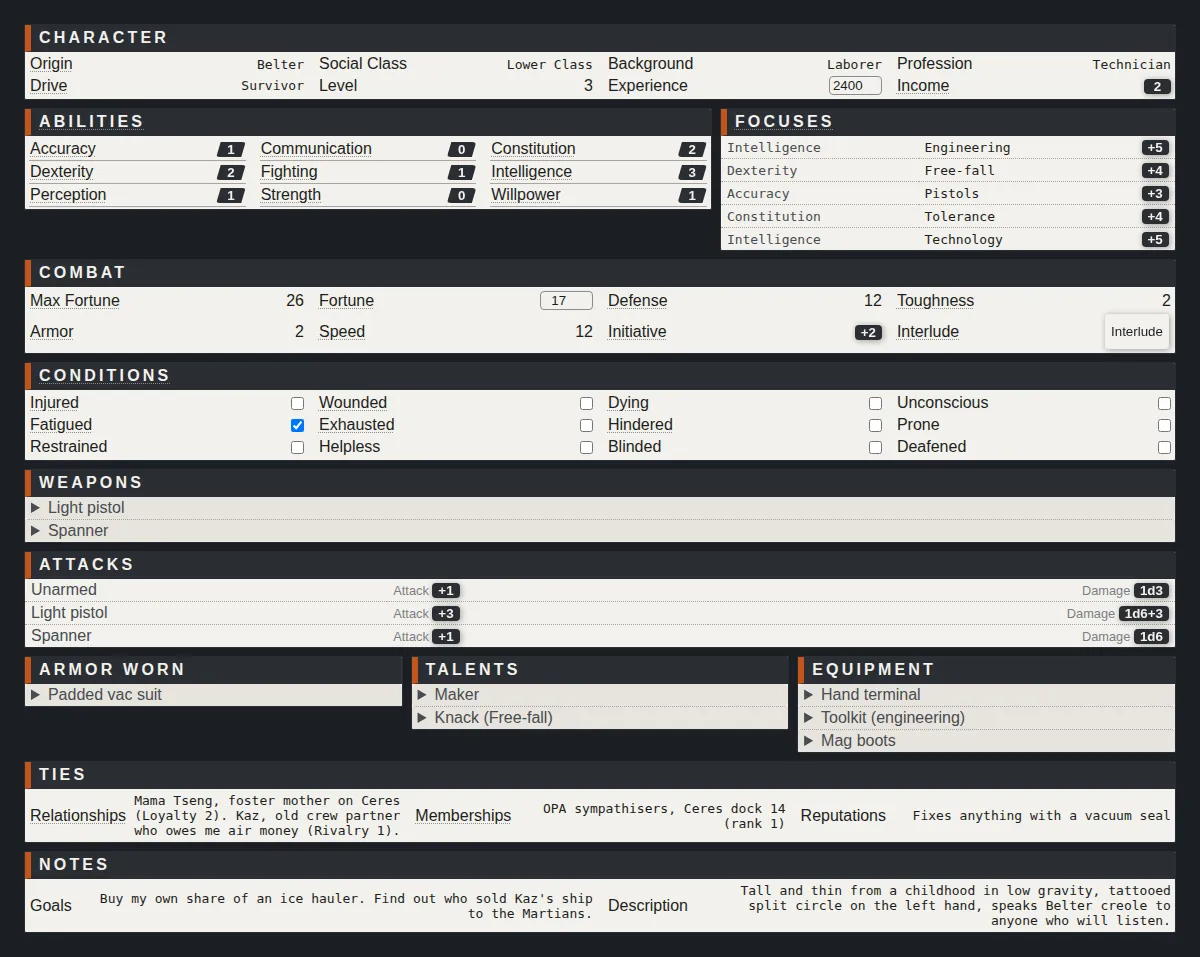 CHARACTER
Origin Belter Social Class Lower Class Background Laborer Profession Technician
Drive Survivor Level 3 Experience 2400 Income 2
ABILITIES
Accuracy 1 Communication 0 Constitution 2
Dexterity 2 Fighting 1 Intelligence 3
Perception 1 Strength 0 Willpower 1
FOCUSES
Intelligence Engineering +5
Dexterity Free-fall +4
Accuracy Pistols +3
Constitution Tolerance +4
Intelligence Technology +5
COMBAT
Max Fortune 26 Fortune 17 Defense 12 Toughness 2
Armor 2 Speed 12 Initiative +2 Interlude Interlude
CONDITIONS
Injured Wounded Dying Unconscious
Fatigued Exhausted Hindered Prone
Restrained Helpless Blinded Deafened
WEAPONS
Light pistol
Spanner
ATTACKS
Unarmed Attack +1 Damage 1d3
Light pistol Attack +3 Damage 1d6+3
Spanner Attack +1 Damage 1d6
ARMOR WORN
Padded vac suit
TALENTS
Maker
Knack (Free-fall)
EQUIPMENT
Hand terminal
Toolkit (engineering)
Mag boots
TIES
Relationships
Mama Tseng, foster mother on Ceres
(Loyalty 2). Kaz, old crew partner
who owes me air money (Rivalry 1).
Memberships
OPA sympathisers, Ceres dock 14
(rank 1)
Reputations Fixes anything with a vacuum seal
NOTES
Goals
Buy my own share of an ice hauler. Find out who sold Kaz's ship
to the Martians.
Description
Tall and thin from a childhood in low gravity, tattooed
split circle on the left hand, speaks Belter creole to
anyone who will listen.